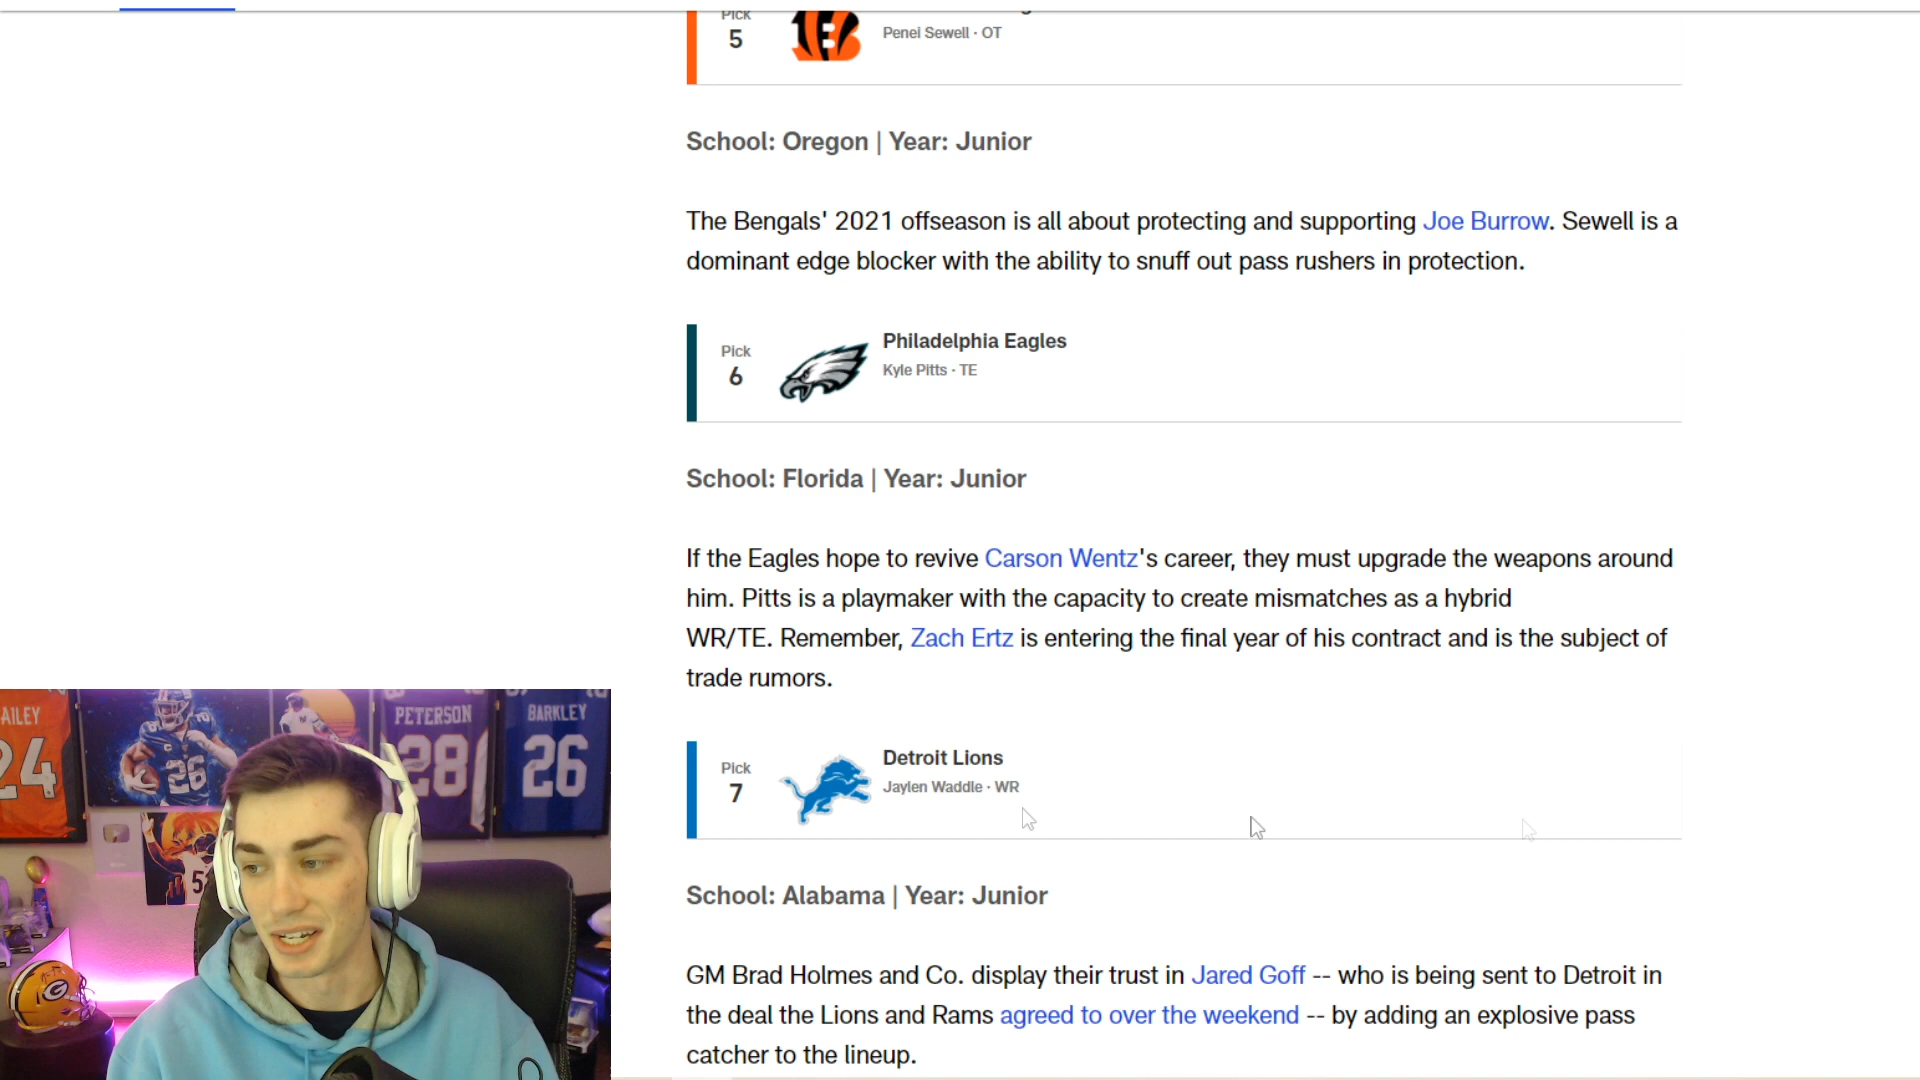 Pick
5
Penei Sewell · OT
School: Oregon | Year: Junior
The Bengals' 2021 offseason is all about protecting and supporting Joe Burrow. Sewell is a
dominant edge blocker with the ability to snuff out pass rushers in protection.
Pick
6
Philadelphia Eagles
Kyle Pitts · TE
School: Florida | Year: Junior
If the Eagles hope to revive Carson Wentz's career, they must upgrade the weapons around
him. Pitts is a playmaker with the capacity to create mismatches as a hybrid
WR/TE. Remember, Zach Ertz is entering the final year of his contract and is the subject of
trade rumors.
Pick
7
Detroit Lions
Jaylen Waddle · WR
School: Alabama | Year: Junior
GM Brad Holmes and Co. display their trust in Jared Goff -- who is being sent to Detroit in
the deal the Lions and Rams agreed to over the weekend -- by adding an explosive pass
catcher to the lineup.
AILEY
24
26
PETERSON
28
BARKLEY
26
5
G